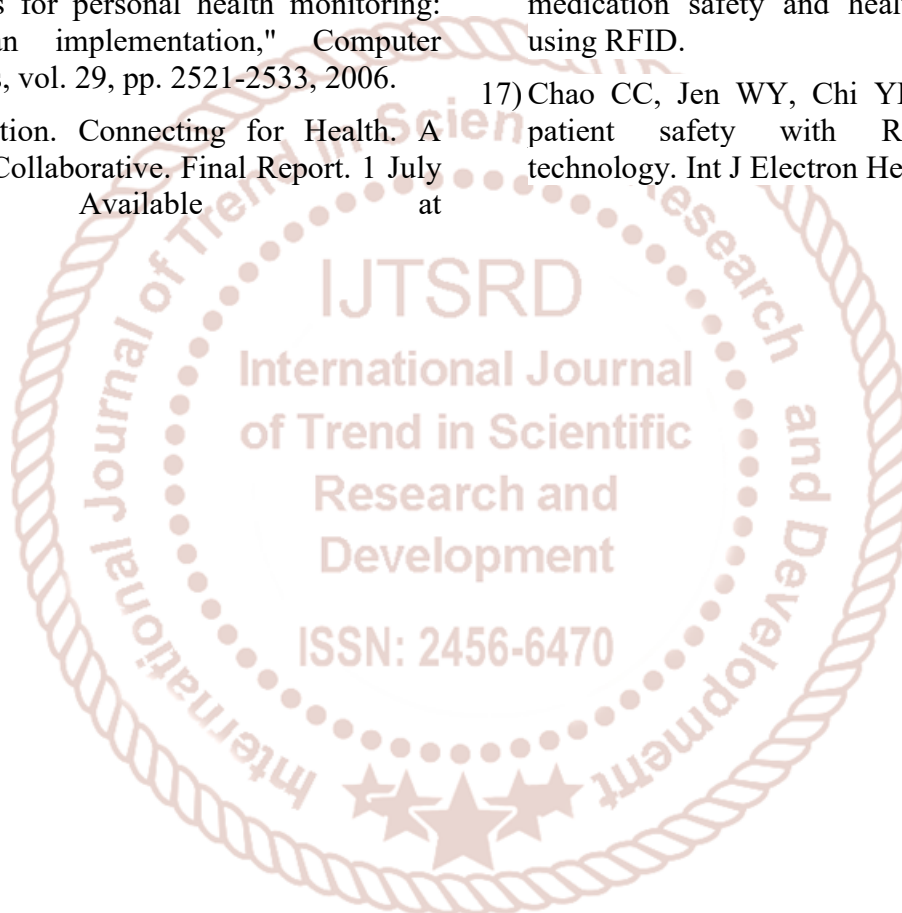 s for personal health monitoring:
an implementation," Computer
s, vol. 29, pp. 2521-2533, 2006.
tion. Connecting for Health. A
Collaborative. Final Report. 1 July
Available at
medication safety and heal
using RFID.
17) Chao CC, Jen WY, Chi YI
patient safety with R
technology. Int J Electron He
International Journal of Trend in Scientific Research and Development
IJTSRD
International Journal
of Trend in Scientific
Research and
Development
ISSN: 2456-6470